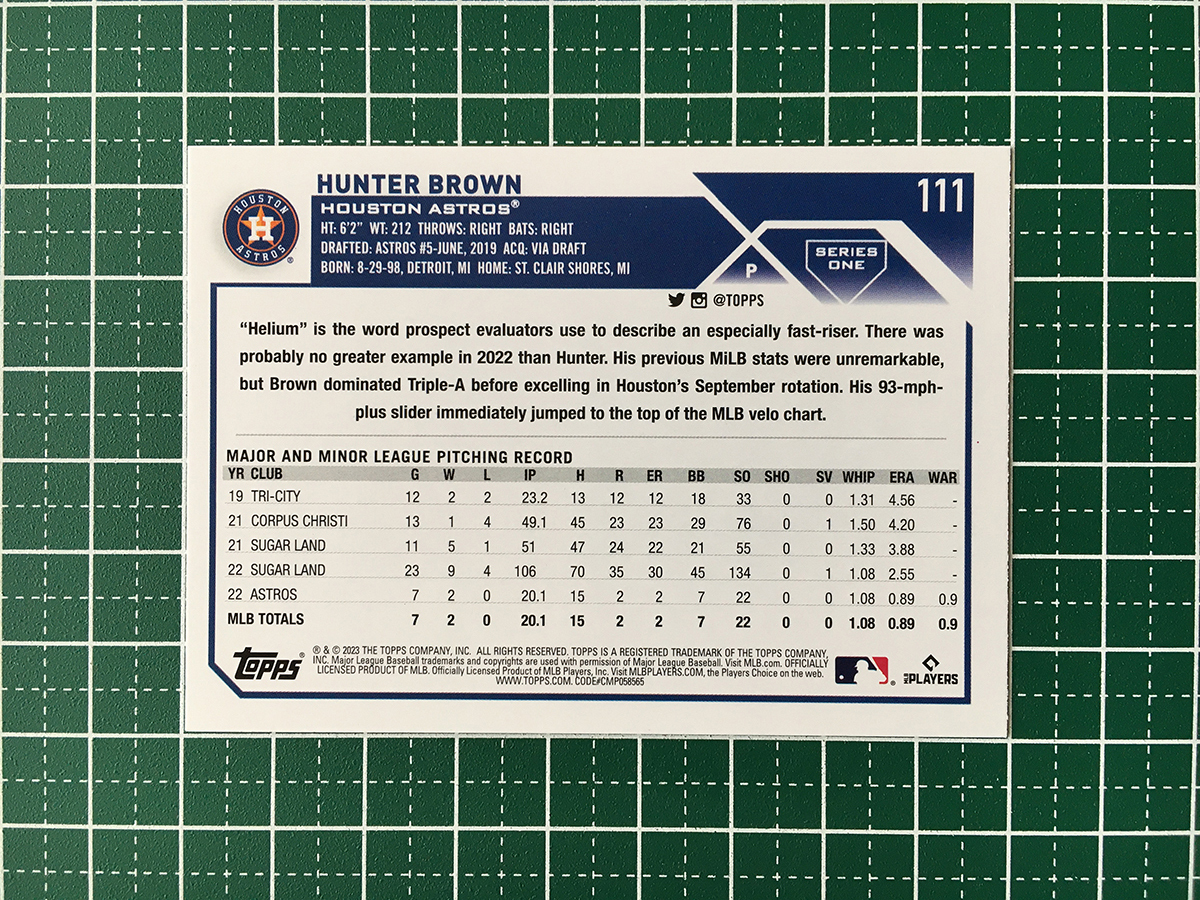 HUNTER BROWN
111
HOUSTON ASTROS®
HOUSTON
H
ASTROS
®
HT: 6'2" WT: 212 THROWS: RIGHT BATS: RIGHT
DRAFTED: ASTROS #5-JUNE, 2019 ACQ: VIA DRAFT
BORN: 8-29-98, DETROIT, MI HOME: ST. CLAIR SHORES, MI
P
SERIES
ONE
@TOPPS
“Helium” is the word prospect evaluators use to describe an especially fast-riser. There was
probably no greater example in 2022 than Hunter. His previous MiLB stats were unremarkable,
but Brown dominated Triple-A before excelling in Houston’s September rotation. His 93-mph-
plus slider immediately jumped to the top of the MLB velo chart.
MAJOR AND MINOR LEAGUE PITCHING RECORD
YR CLUB G W L IP H R ER BB SO SHO SV WHIP ERA WAR
19 TRI-CITY 12 2 2 23.2 13 12 12 18 33 0 0 1.31 4.56 -
21 CORPUS CHRISTI 13 1 4 49.1 45 23 23 29 76 0 1 1.50 4.20 -
21 SUGAR LAND 11 5 1 51 47 24 22 21 55 0 0 1.33 3.88 -
22 SUGAR LAND 23 9 4 106 70 35 30 45 134 0 1 1.08 2.55 -
22 ASTROS 7 2 0 20.1 15 2 2 7 22 0 0 1.08 0.89 0.9
MLB TOTALS 7 2 0 20.1 15 2 2 7 22 0 0 1.08 0.89 0.9
topps®
® & © 2023 THE TOPPS COMPANY, INC. ALL RIGHTS RESERVED. TOPPS IS A REGISTERED TRADEMARK OF THE TOPPS COMPANY,
INC. Major League Baseball trademarks and copyrights are used with permission of Major League Baseball. Visit MLB.com. OFFICIALLY
LICENSED PRODUCT OF MLB. Officially Licensed Product of MLB Players, Inc. Visit MLBPLAYERS.COM, the Players Choice on the web.
WWW.TOPPS.COM. CODE#CMP058565
®
MLB PLAYERS